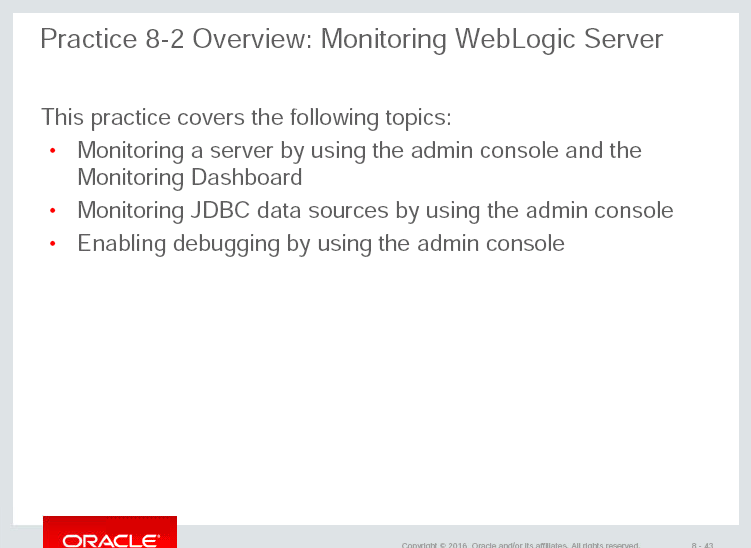 Practice 8-2 Overview: Monitoring WebLogic Server
This practice covers the following topics:
• Monitoring a server by using the admin console and the
Monitoring Dashboard
• Monitoring JDBC data sources by using the admin console
• Enabling debugging by using the admin console
ORACLE
Copyright © 2016, Oracle and/or its affiliates. All rights reserved. 8 - 43